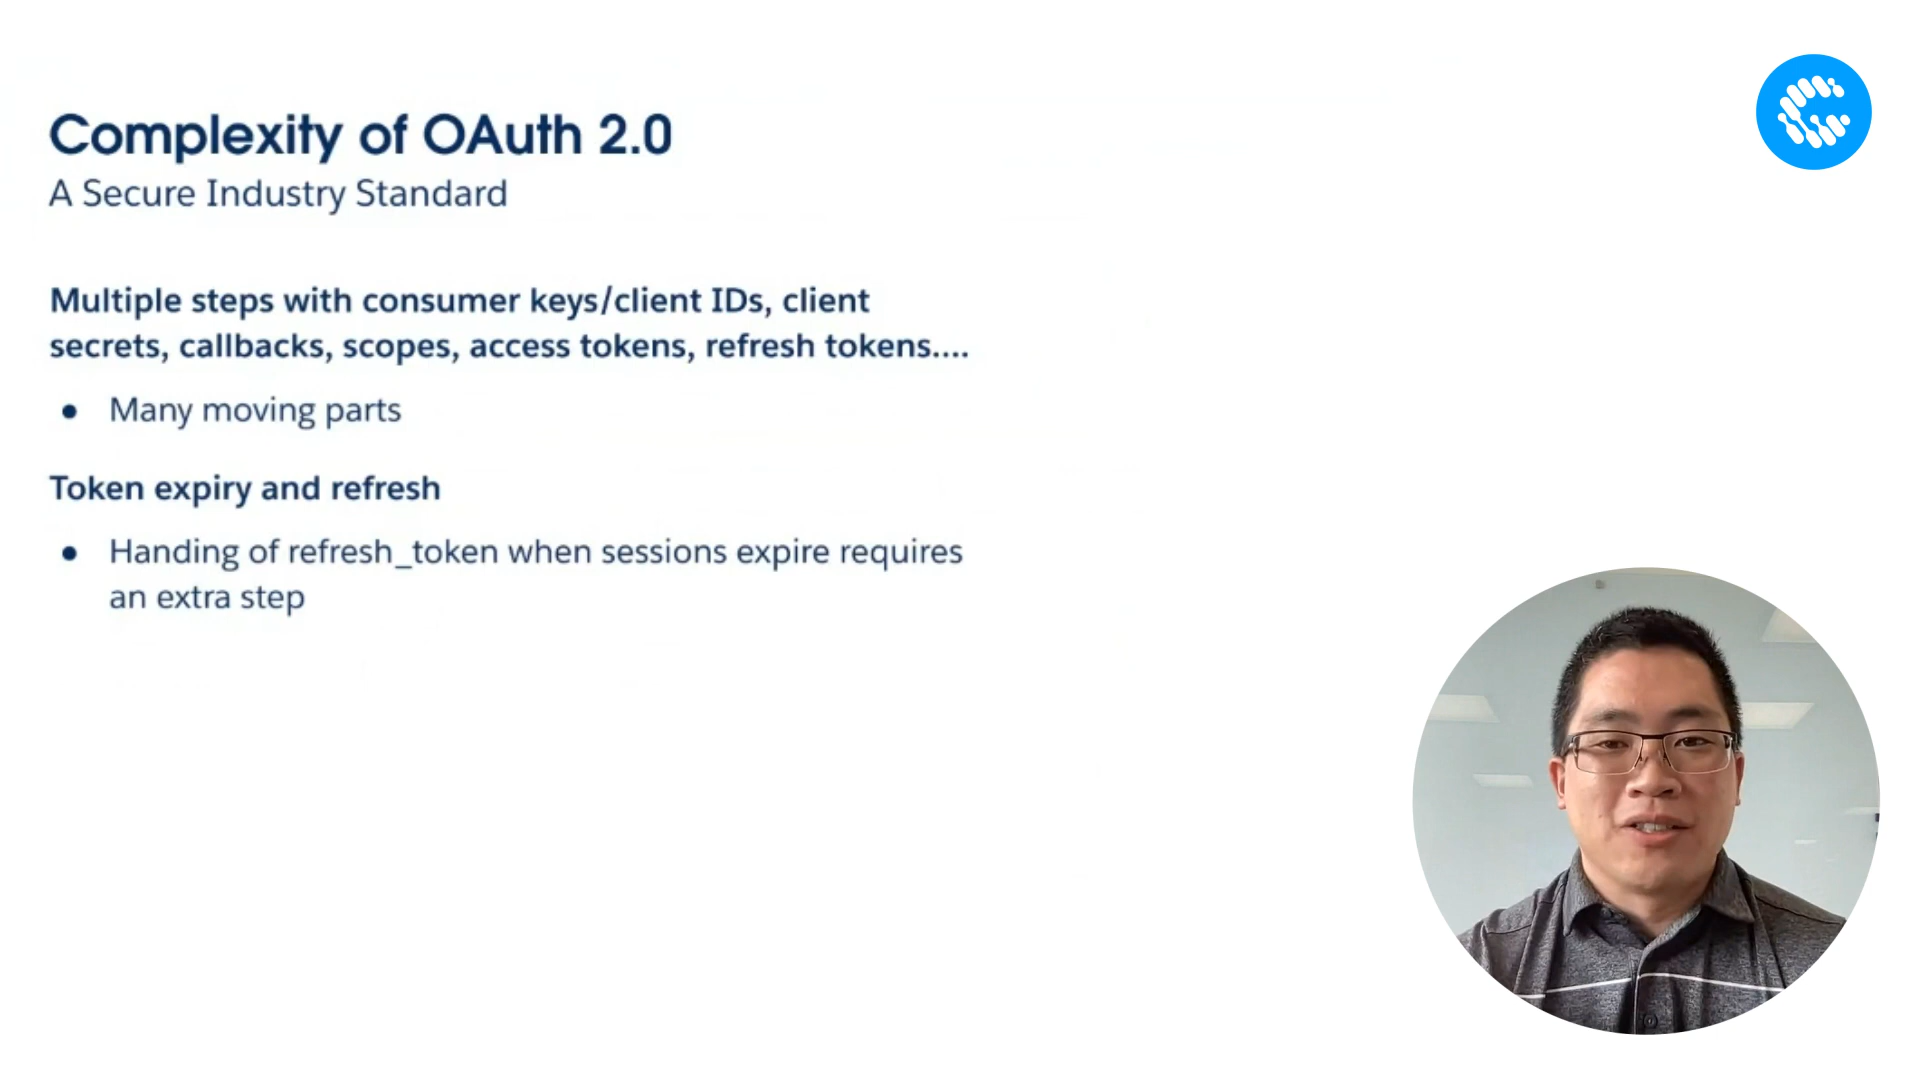 Complexity of OAuth 2.0
A Secure Industry Standard
Multiple steps with consumer keys/client IDs, client
secrets, callbacks, scopes, access tokens, refresh tokens....
● Many moving parts
Token expiry and refresh
● Handing of refresh_token when sessions expire requires
an extra step